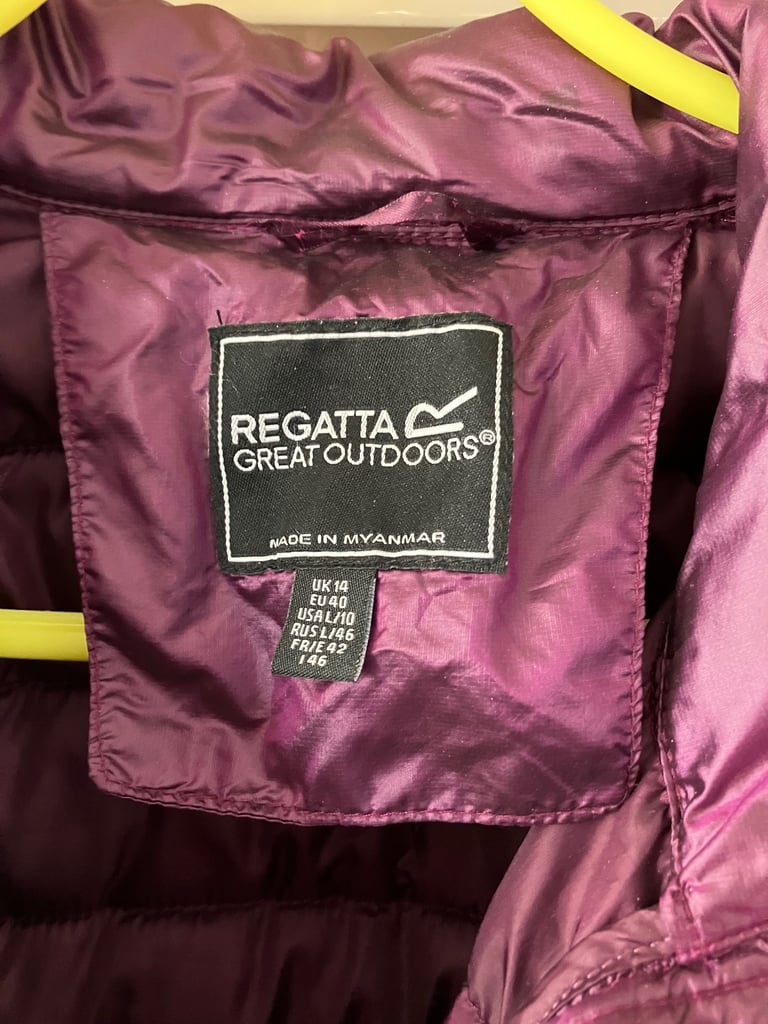 REGATTA
GREAT OUTDOORS®
MADE IN MYANMAR
UK 14
EU 40
USA L/10
RUS L/46
FR/E 42
I 46